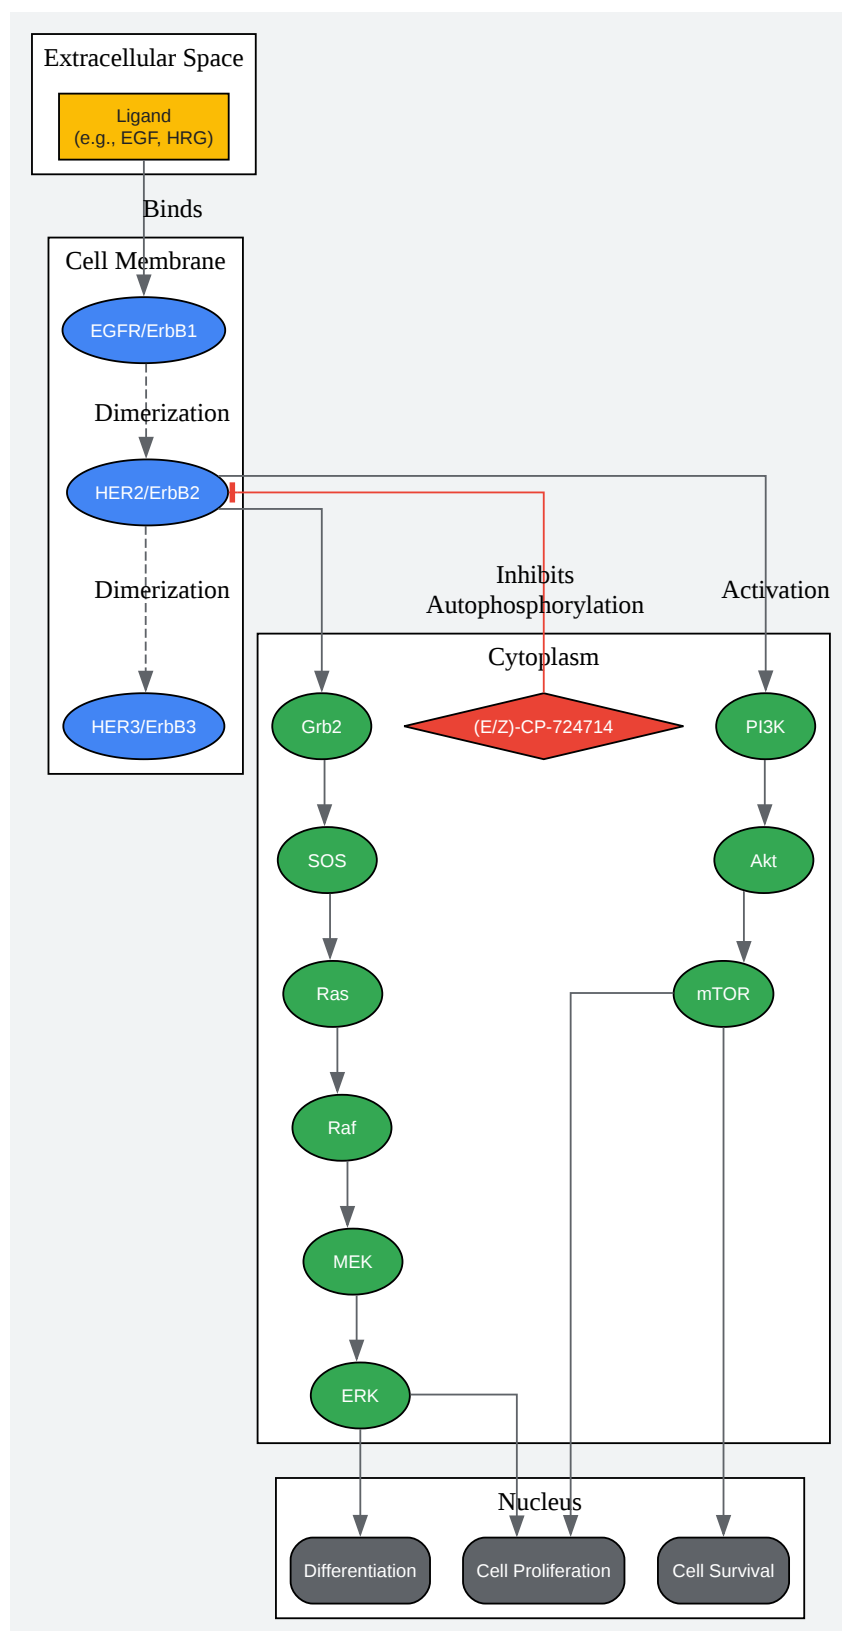 Extracellular Space
Ligand
(e.g., EGF, HRG)
Binds
Cell Membrane
EGFR/ErbB1
Dimerization
HER2/ErbB2
Dimerization
Inhibits
Autophosphorylation
Activation
Cytoplasm
HER3/ErbB3
Grb2
(E/Z)-CP-724714
PI3K
SOS
Akt
Ras
mTOR
Raf
MEK
ERK
Nucleus
Differentiation
Cell Proliferation
Cell Survival